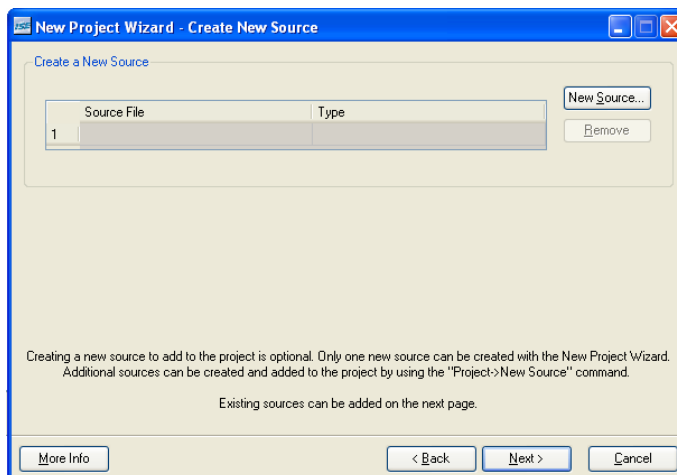 ISE New Project Wizard - Create New Source
Create a New Source
Source File Type
New Source...
1
Remove
Creating a new source to add to the project is optional. Only one new source can be created with the New Project Wizard.
Additional sources can be created and added to the project by using the "Project->New Source" command.
Existing sources can be added on the next page.
More Info < Back Next > Cancel